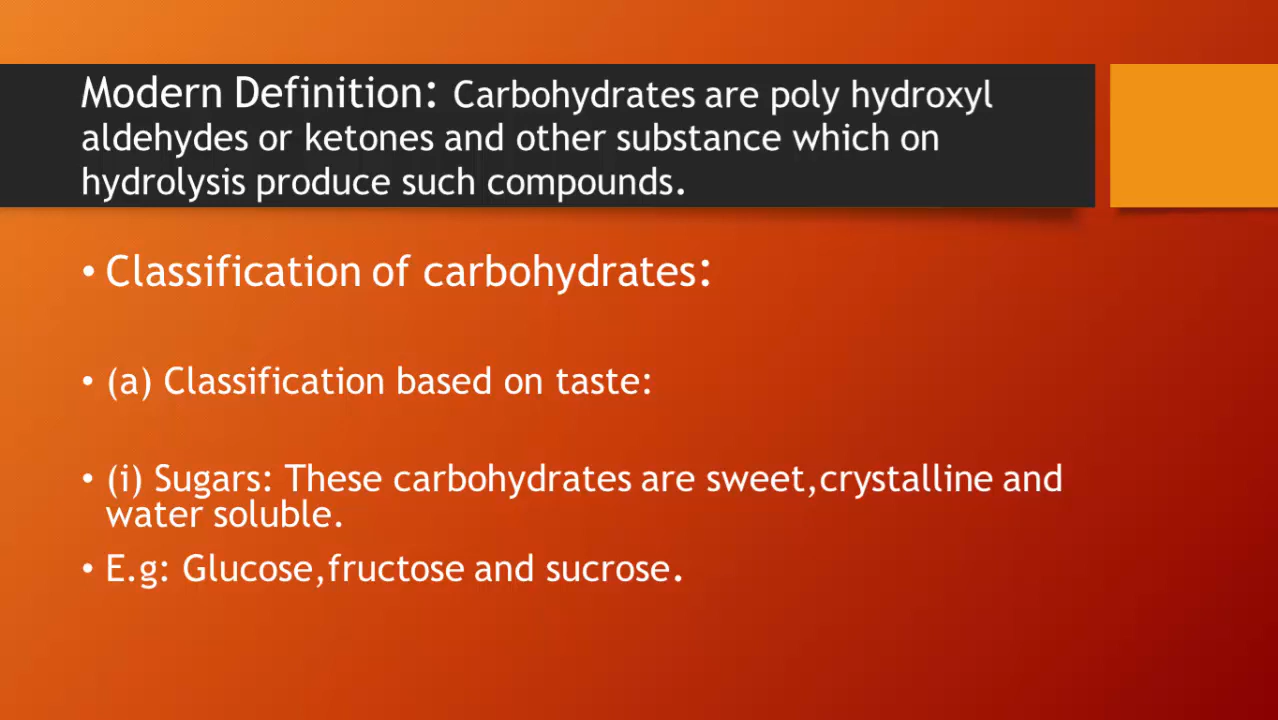 Modern Definition: Carbohydrates are poly hydroxyl
aldehydes or ketones and other substance which on
hydrolysis produce such compounds.
• Classification of carbohydrates:
• (a) Classification based on taste:
• (i) Sugars: These carbohydrates are sweet,crystalline and
water soluble.
• E.g: Glucose,fructose and sucrose.